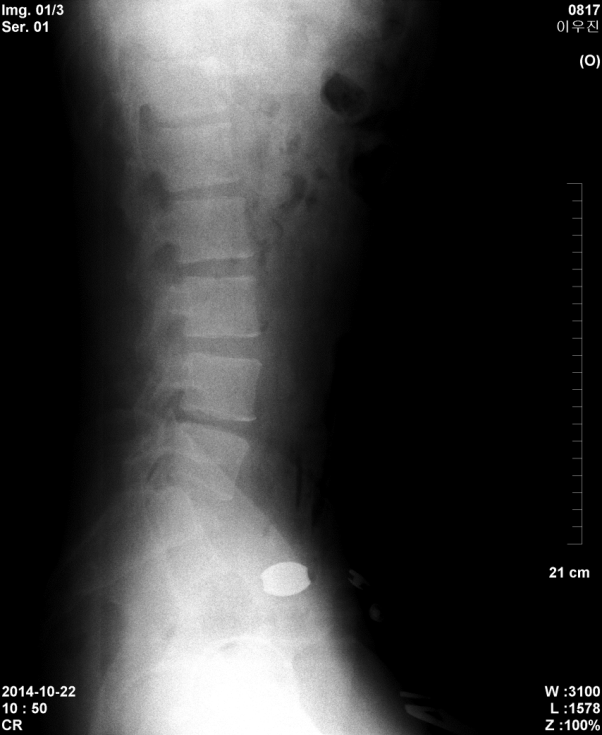 Img. 01/3
Ser. 01
0817
이우진
(O)
21 cm
2014-10-22
10 : 50
CR
W :3100
L :1578
Z :100%